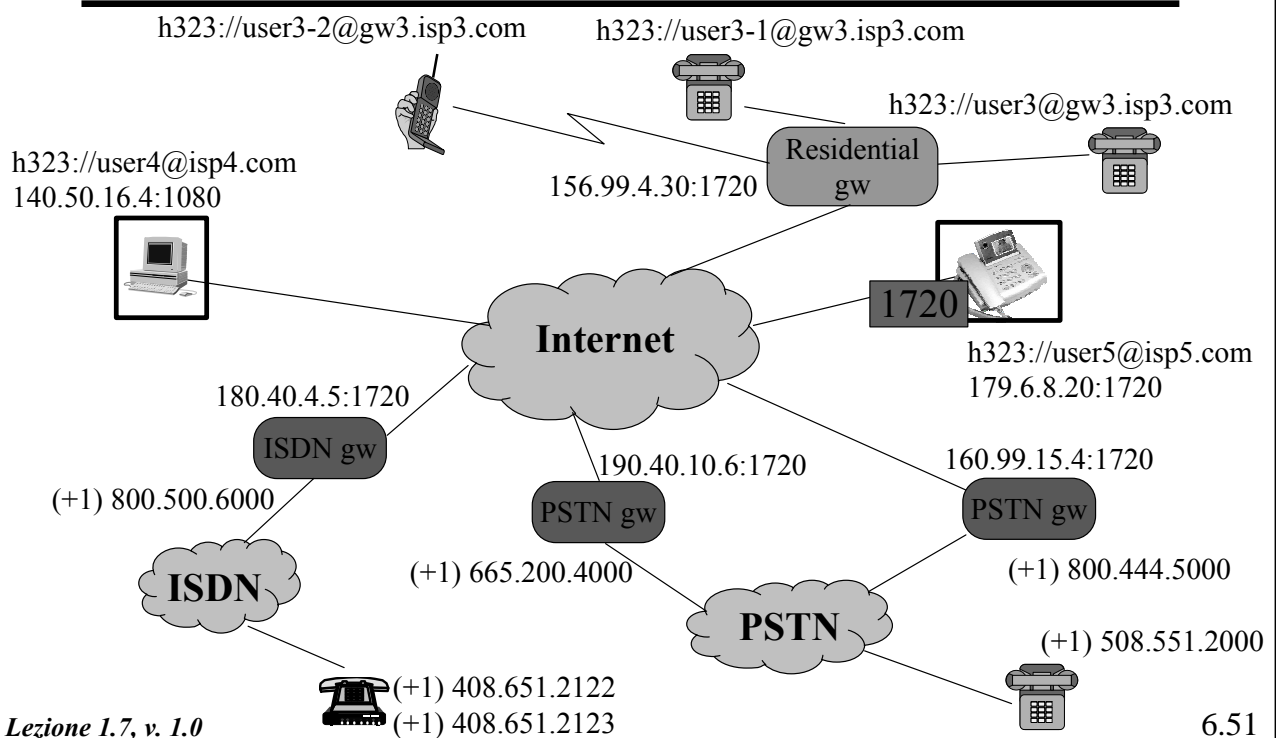 h323://user3-2@gw3.isp3.com
h323://user3-1@gw3.isp3.com
h323://user3@gw3.isp3.com
h323://user4@isp4.com
140.50.16.4:1080
156.99.4.30:1720
Residential
gw
Internet
1720
h323://user5@isp5.com
179.6.8.20:1720
180.40.4.5:1720
ISDN gw
190.40.10.6:1720
160.99.15.4:1720
(+1) 800.500.6000
PSTN gw
PSTN gw
ISDN
(+1) 665.200.4000
(+1) 800.444.5000
PSTN
(+1) 508.551.2000
(+1) 408.651.2122
(+1) 408.651.2123
Lezione 1.7, v. 1.0
6.51